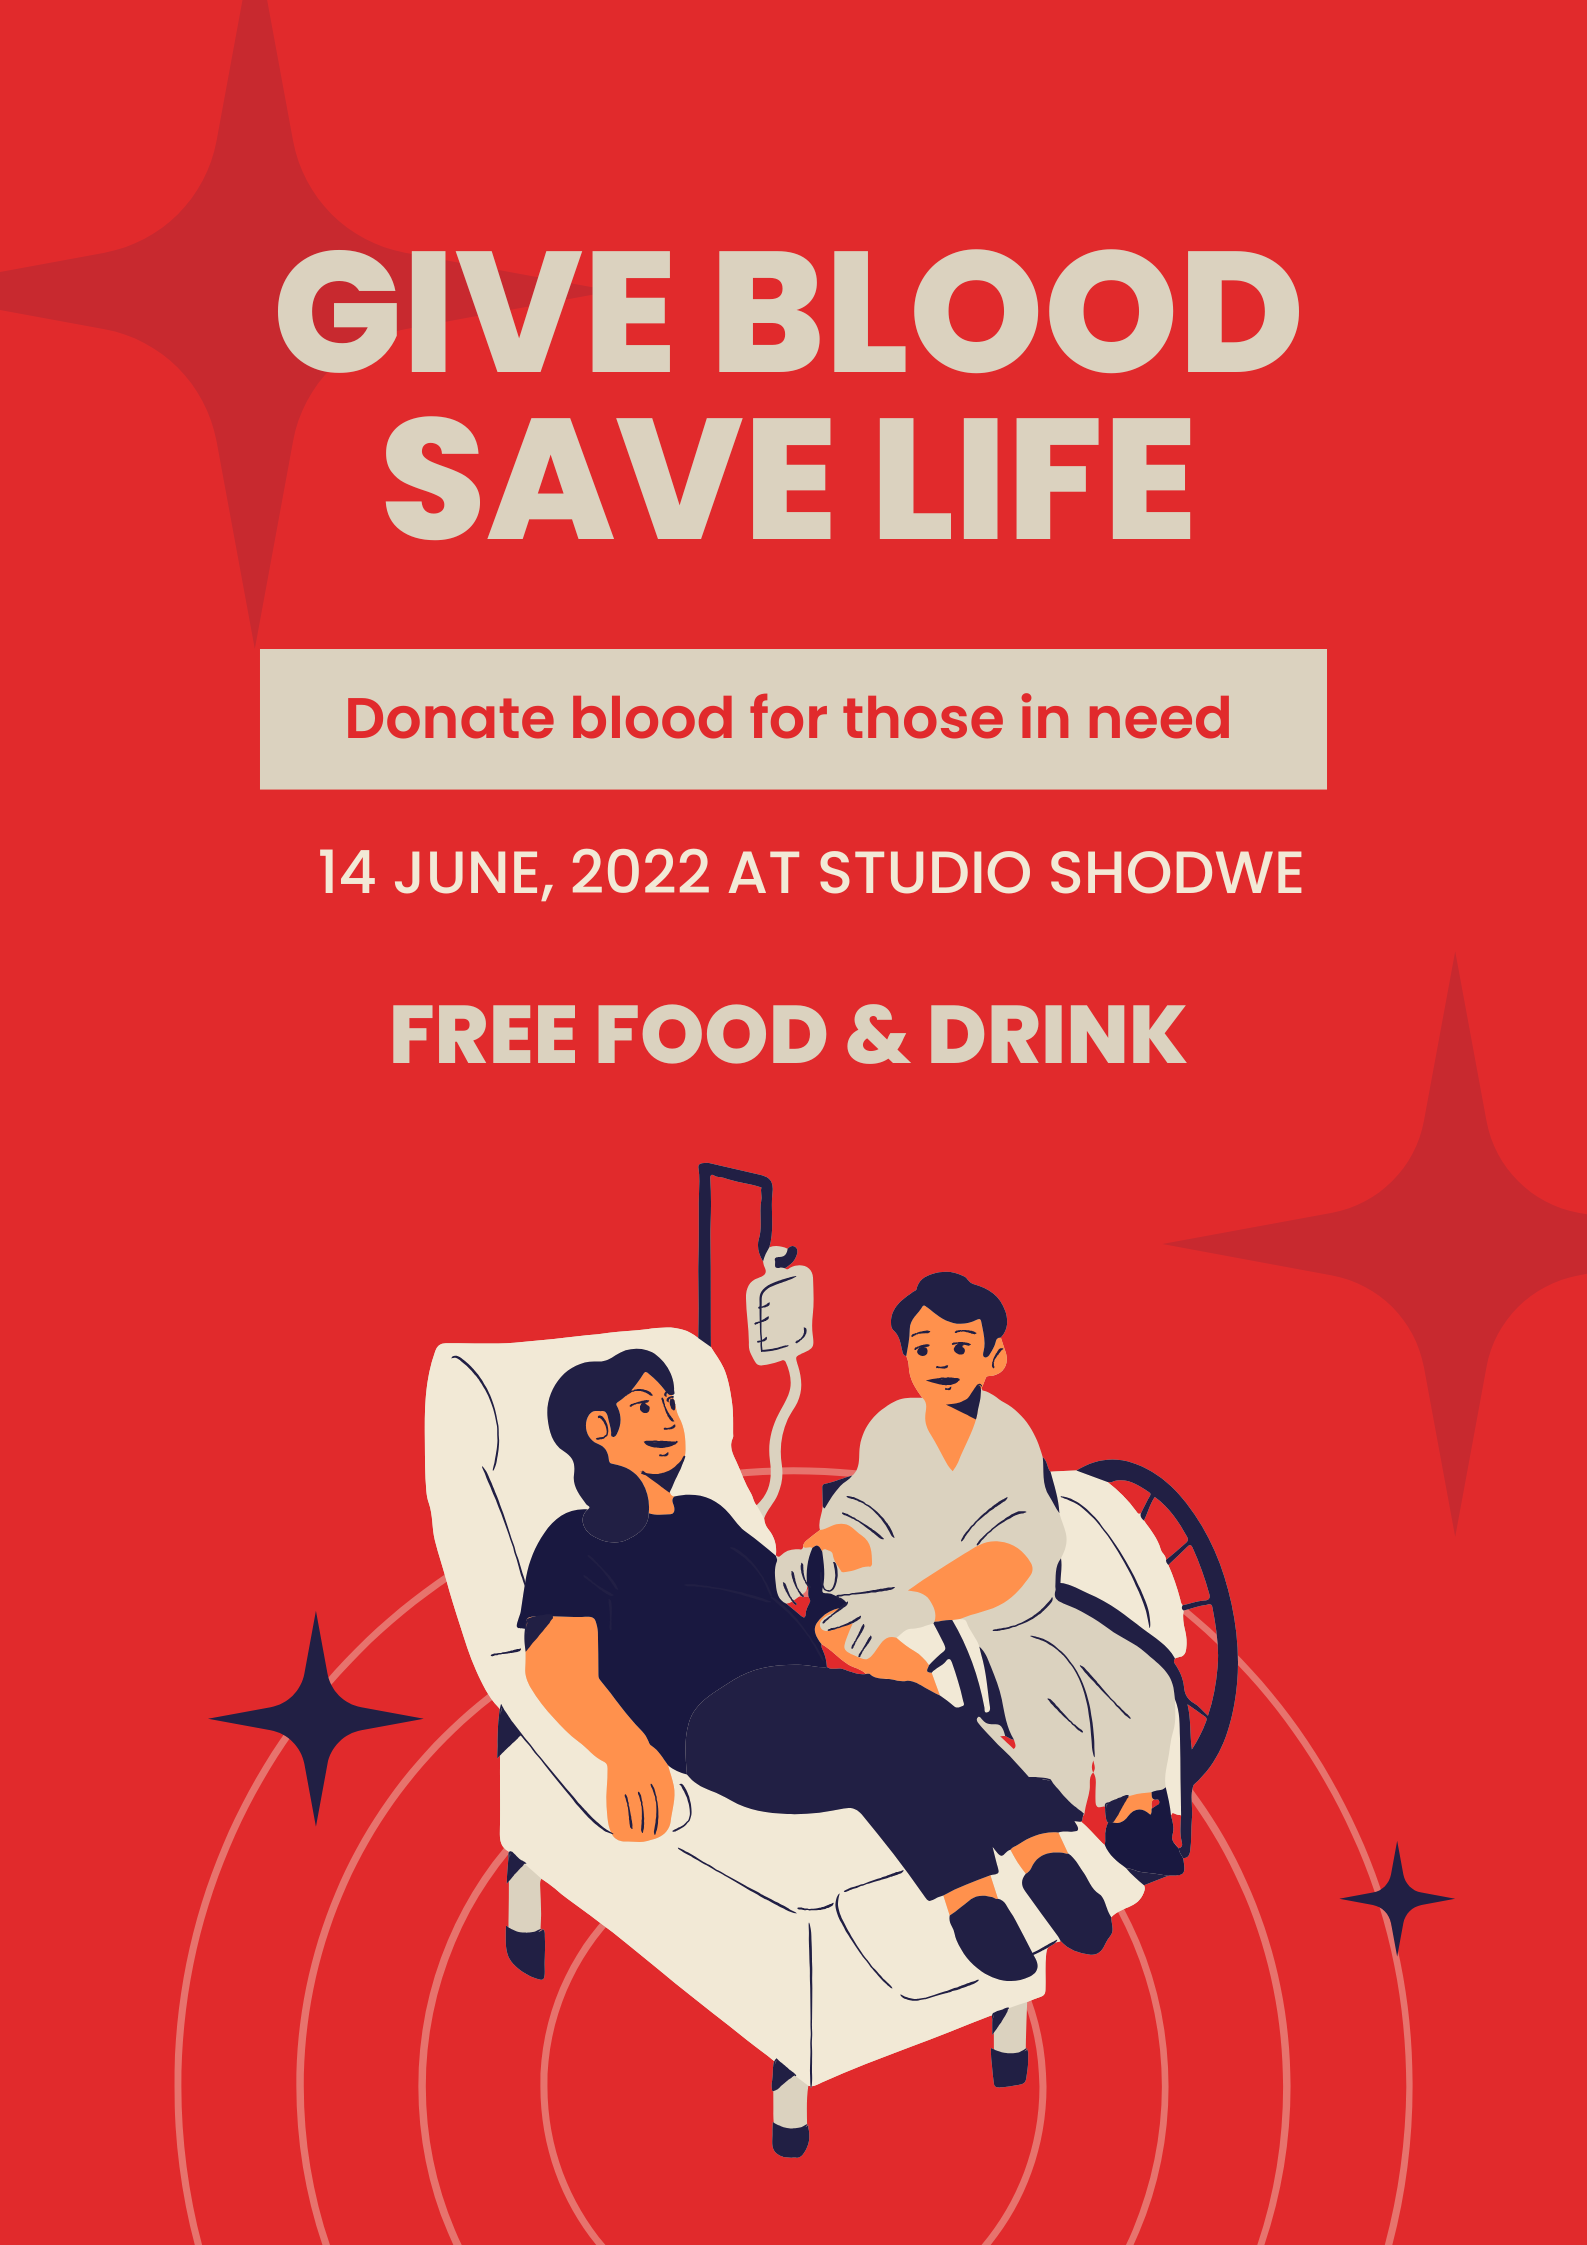 GIVE BLOOD
SAVE LIFE
Donate blood for those in need
14 JUNE, 2022 AT STUDIO SHODWE
FREE FOOD & DRINK